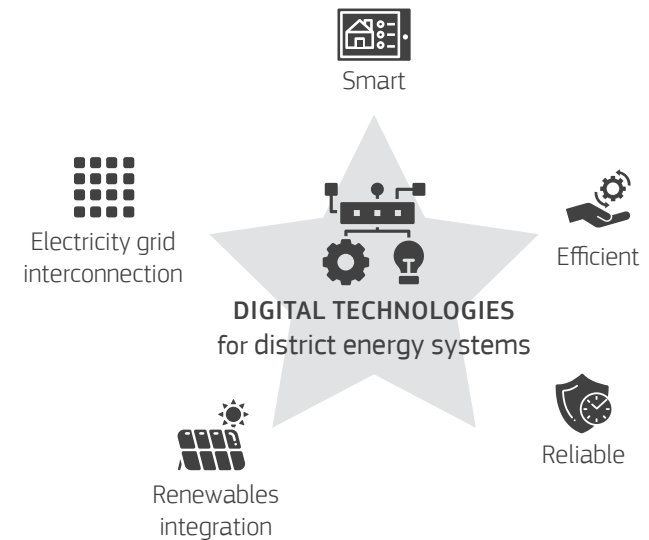 Smart
Electricity grid
interconnection
Efficient
DIGITAL TECHNOLOGIES
for district energy systems
Reliable
Renewables
integration